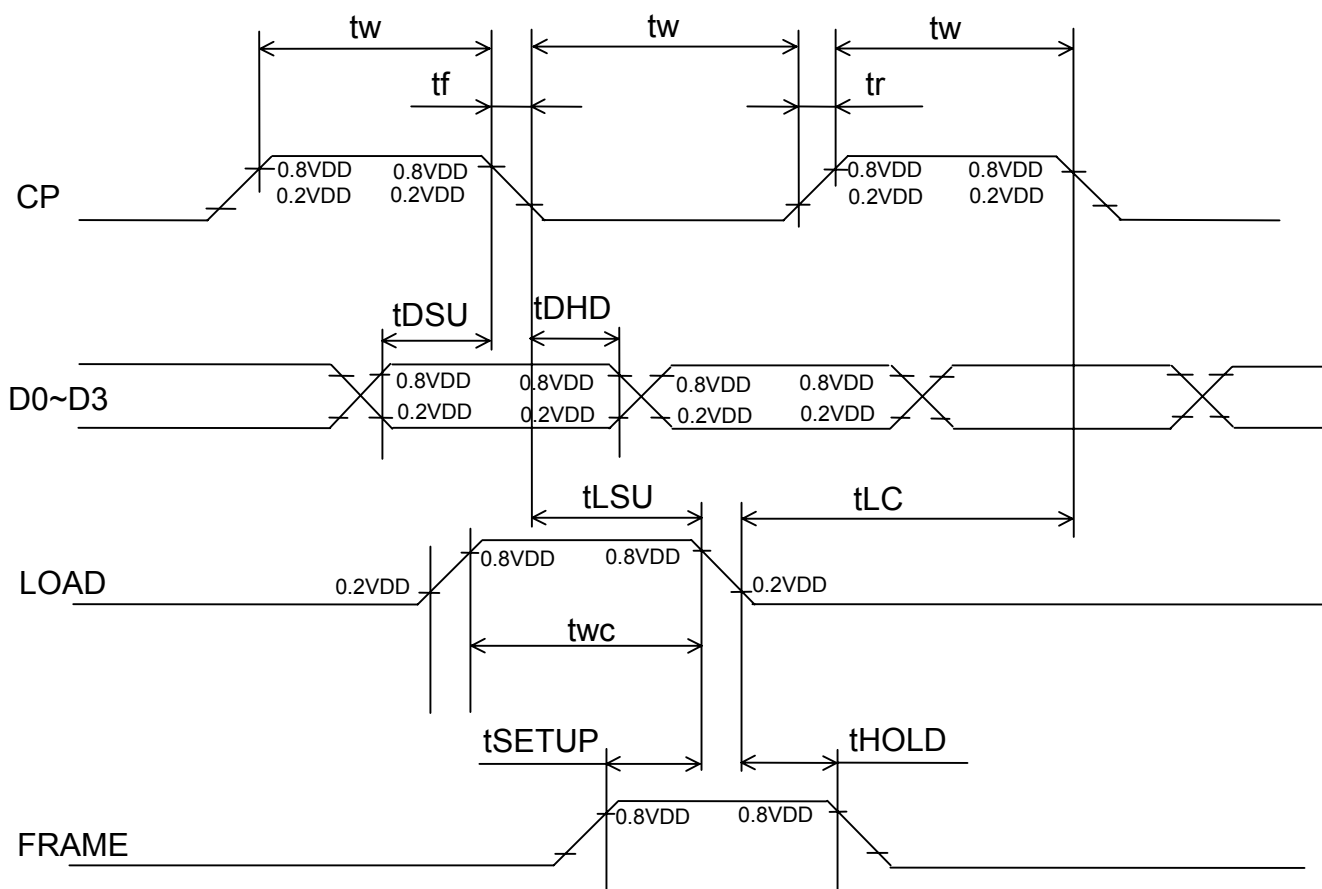 tw tw tw
tf tr
0.8VDD 0.8VDD 0.8VDD 0.8VDD
CP
0.2VDD 0.2VDD 0.2VDD 0.2VDD
tDSU tDHD
0.8VDD 0.8VDD 0.8VDD 0.8VDD
D0~D3
0.2VDD 0.2VDD 0.2VDD 0.2VDD
tLSU tLC
0.8VDD 0.8VDD
LOAD 0.2VDD 0.2VDD
twc
tSETUP tHOLD
0.8VDD 0.8VDD
FRAME